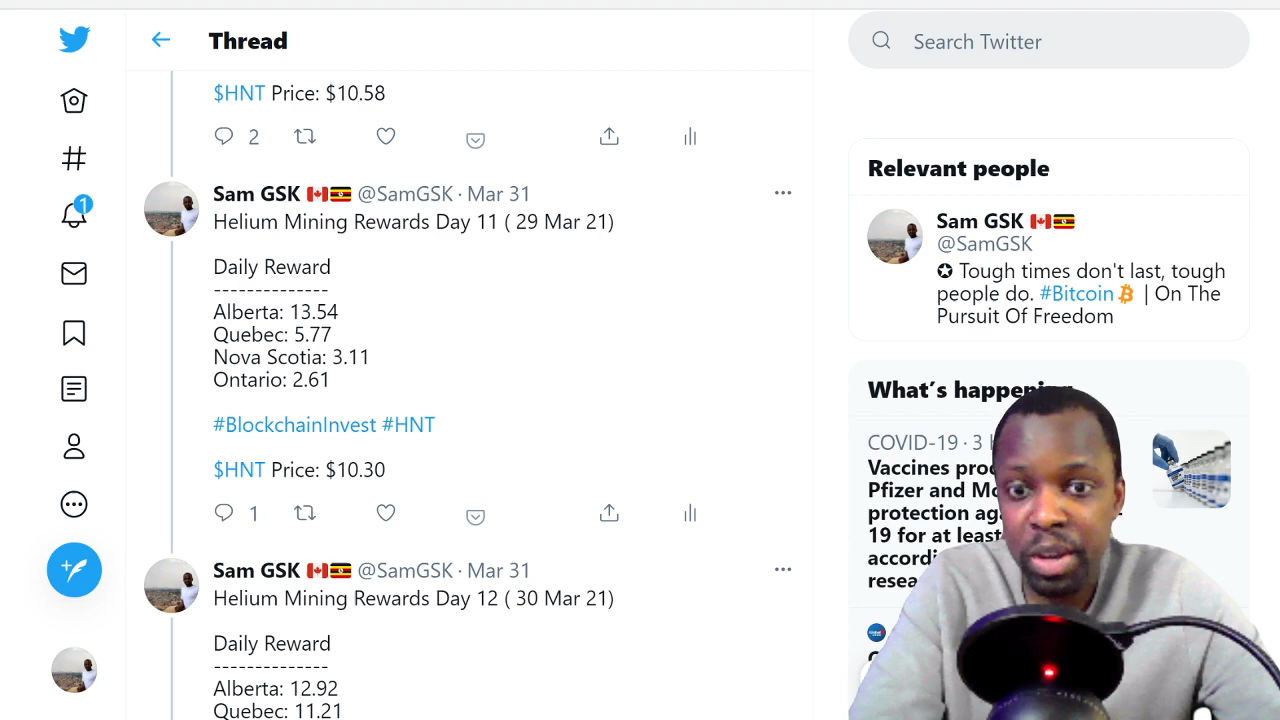 Thread
Search Twitter
$HNT Price: $10.58
2
Sam GSK @SamGSK · Mar 31
Helium Mining Rewards Day 11 ( 29 Mar 21)
Daily Reward
--------------
Alberta: 13.54
Quebec: 5.77
Nova Scotia: 3.11
Ontario: 2.61
#BlockchainInvest #HNT
$HNT Price: $10.30
1
Sam GSK @SamGSK · Mar 31
Helium Mining Rewards Day 12 ( 30 Mar 21)
Daily Reward
--------------
Alberta: 12.92
Quebec: 11.21
1
Relevant people
Sam GSK
@SamGSK
✪ Tough times don't last, tough
people do. #Bitcoin | On The
Pursuit Of Freedom
What's happening
COVID-19 · 3
Vaccines
Pfizer and
protection
19 for at least